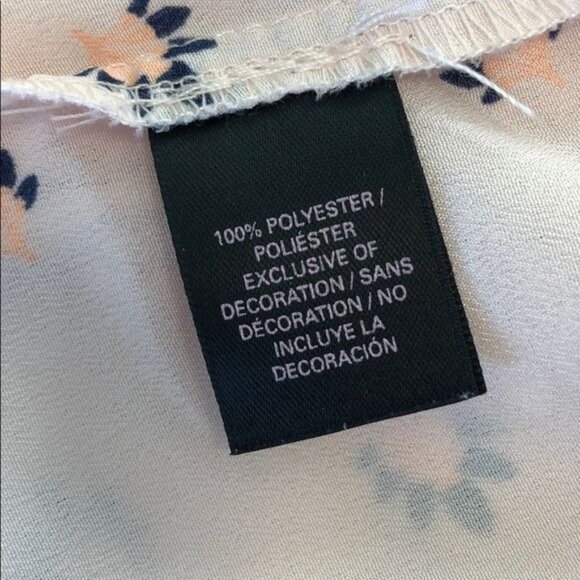 100% POLYESTER /
POLIÉSTER
EXCLUSIVE OF
DECORATION / SANS
DÉCORATION / NO
INCLUYE LA
DECORACIÓN